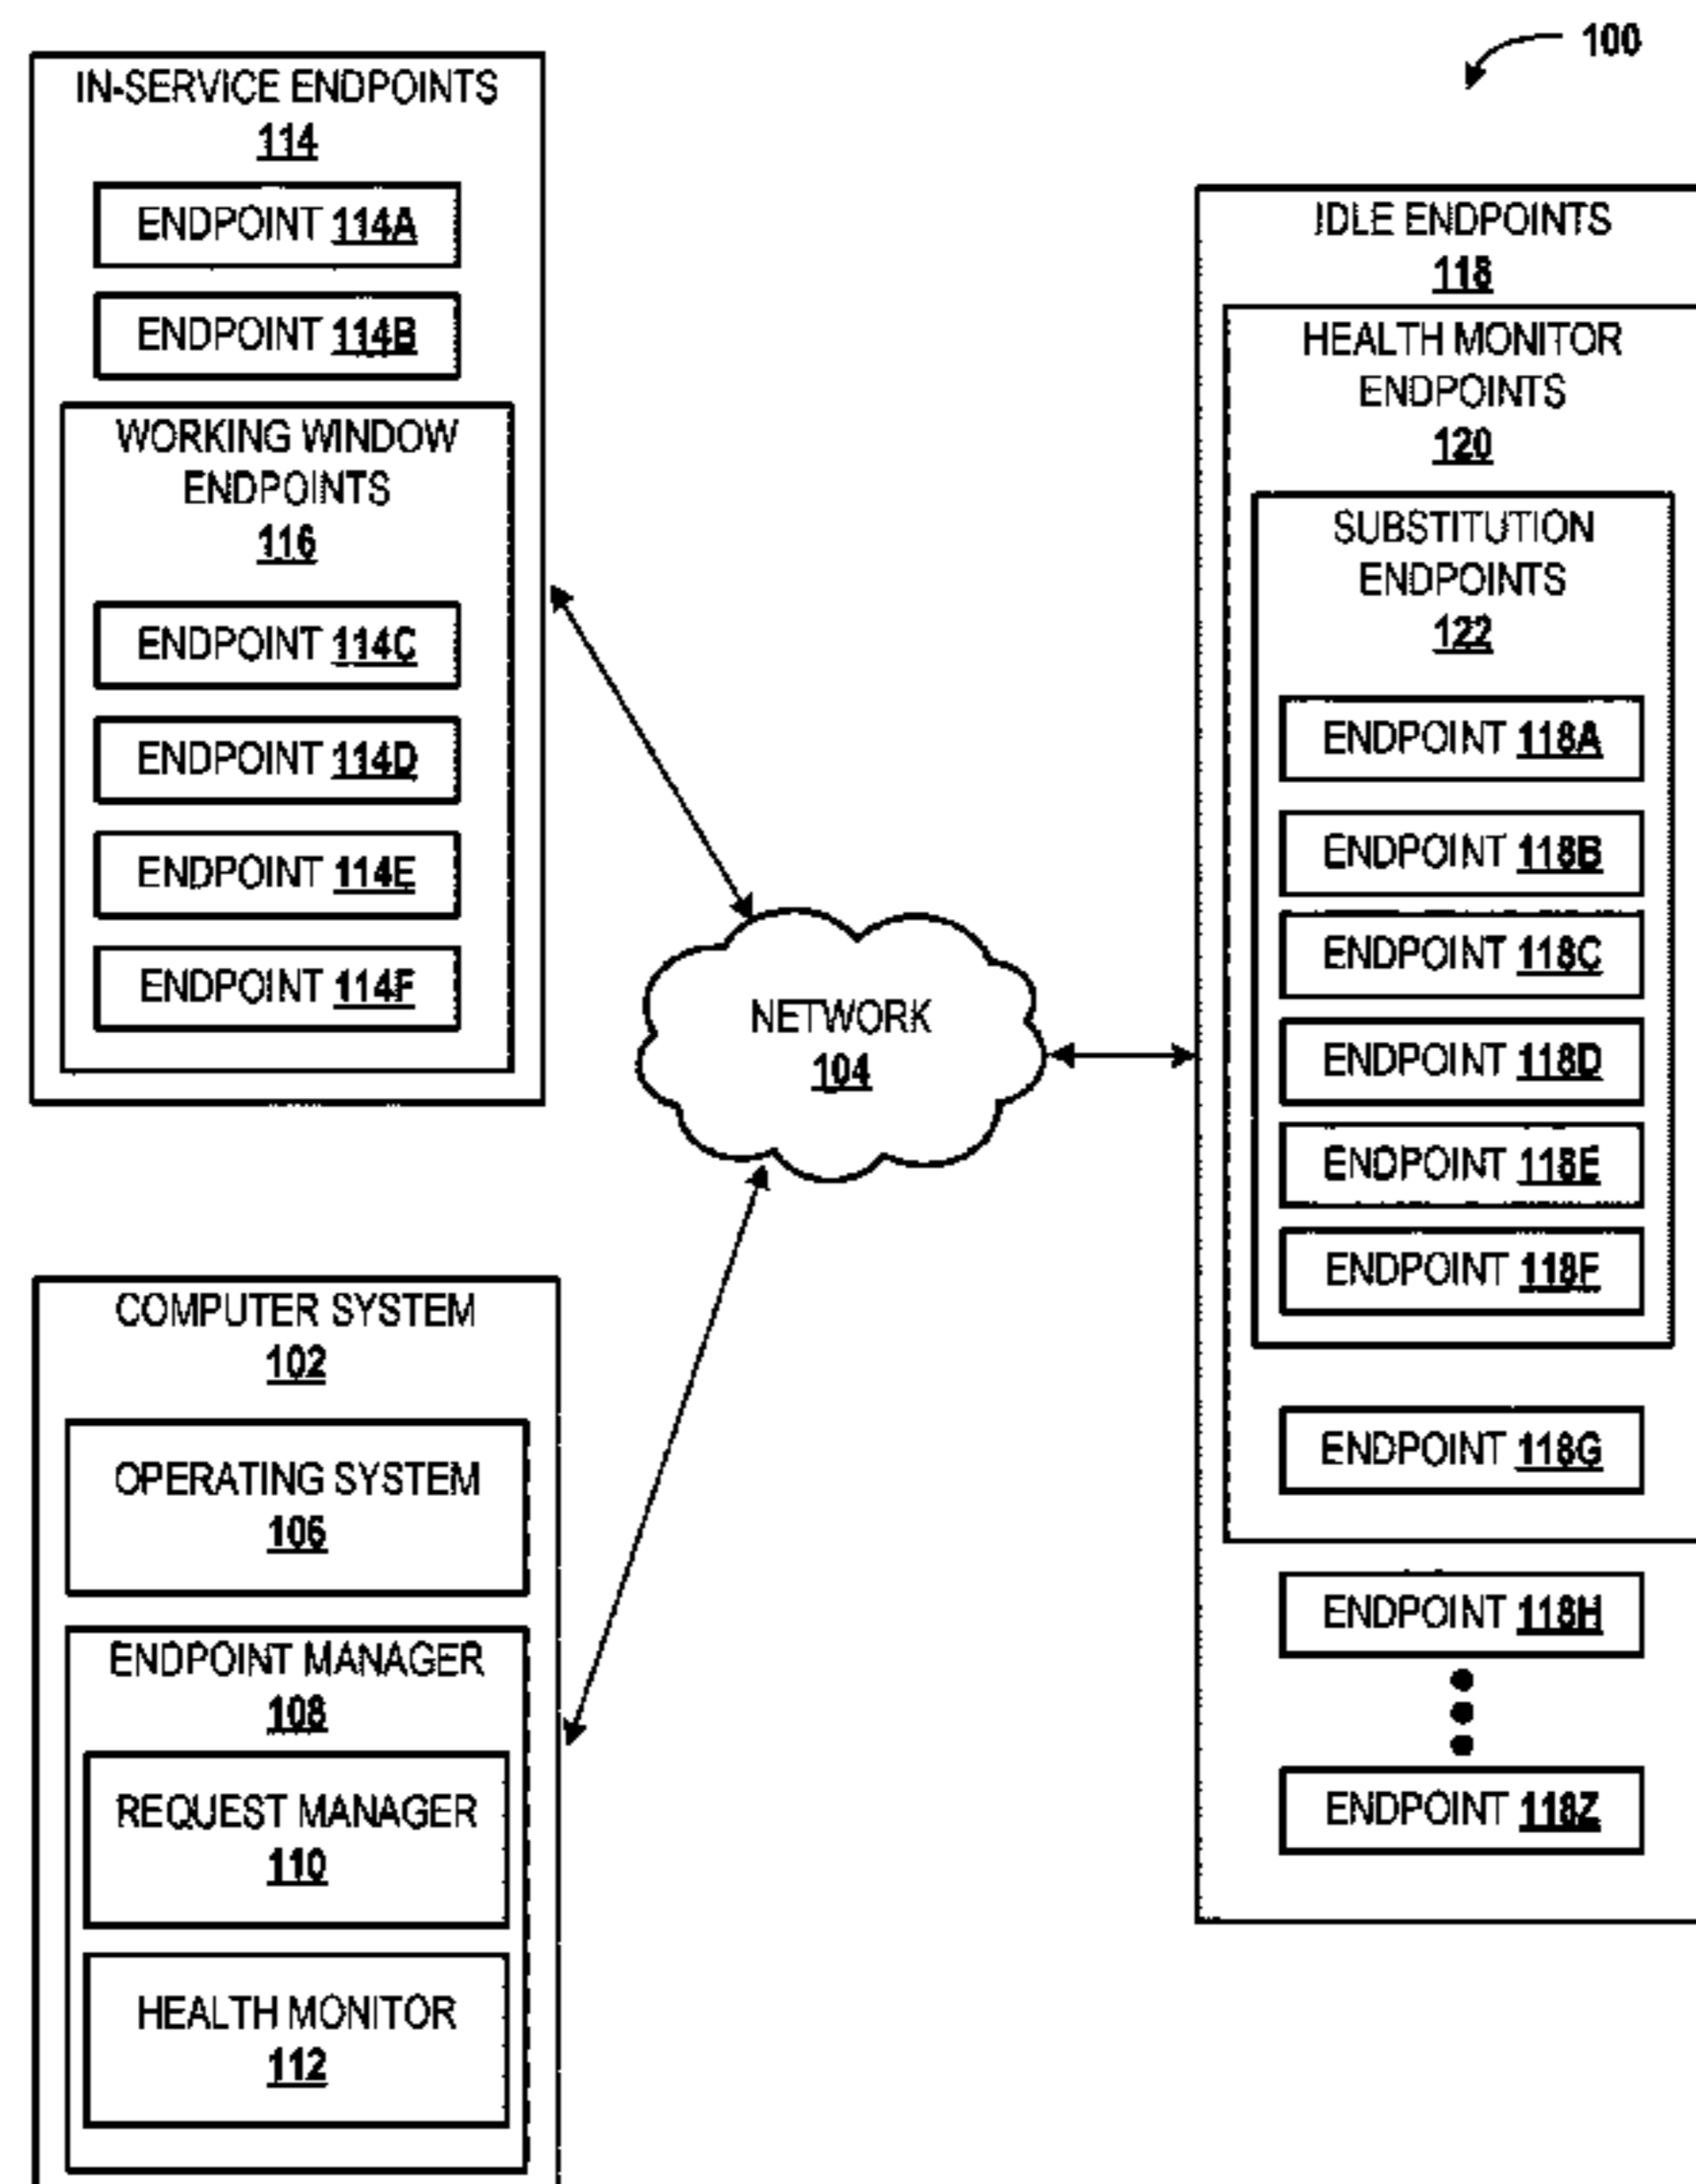 100
IN-SERVICE ENDPOINTS
114
ENDPOINT 114A
ENDPOINT 114B
WORKING WINDOW
ENDPOINTS
116
ENDPOINT 114C
ENDPOINT 114D
ENDPOINT 114E
ENDPOINT 114F
NETWORK
104
COMPUTER SYSTEM
102
OPERATING SYSTEM
106
ENDPOINT MANAGER
108
REQUEST MANAGER
110
HEALTH MONITOR
112
IDLE ENDPOINTS
118
HEALTH MONITOR
ENDPOINTS
120
SUBSTITUTION
ENDPOINTS
122
ENDPOINT 118A
ENDPOINT 118B
ENDPOINT 118C
ENDPOINT 118D
ENDPOINT 118E
ENDPOINT 118F
ENDPOINT 118G
ENDPOINT 118H
ENDPOINT 118Z